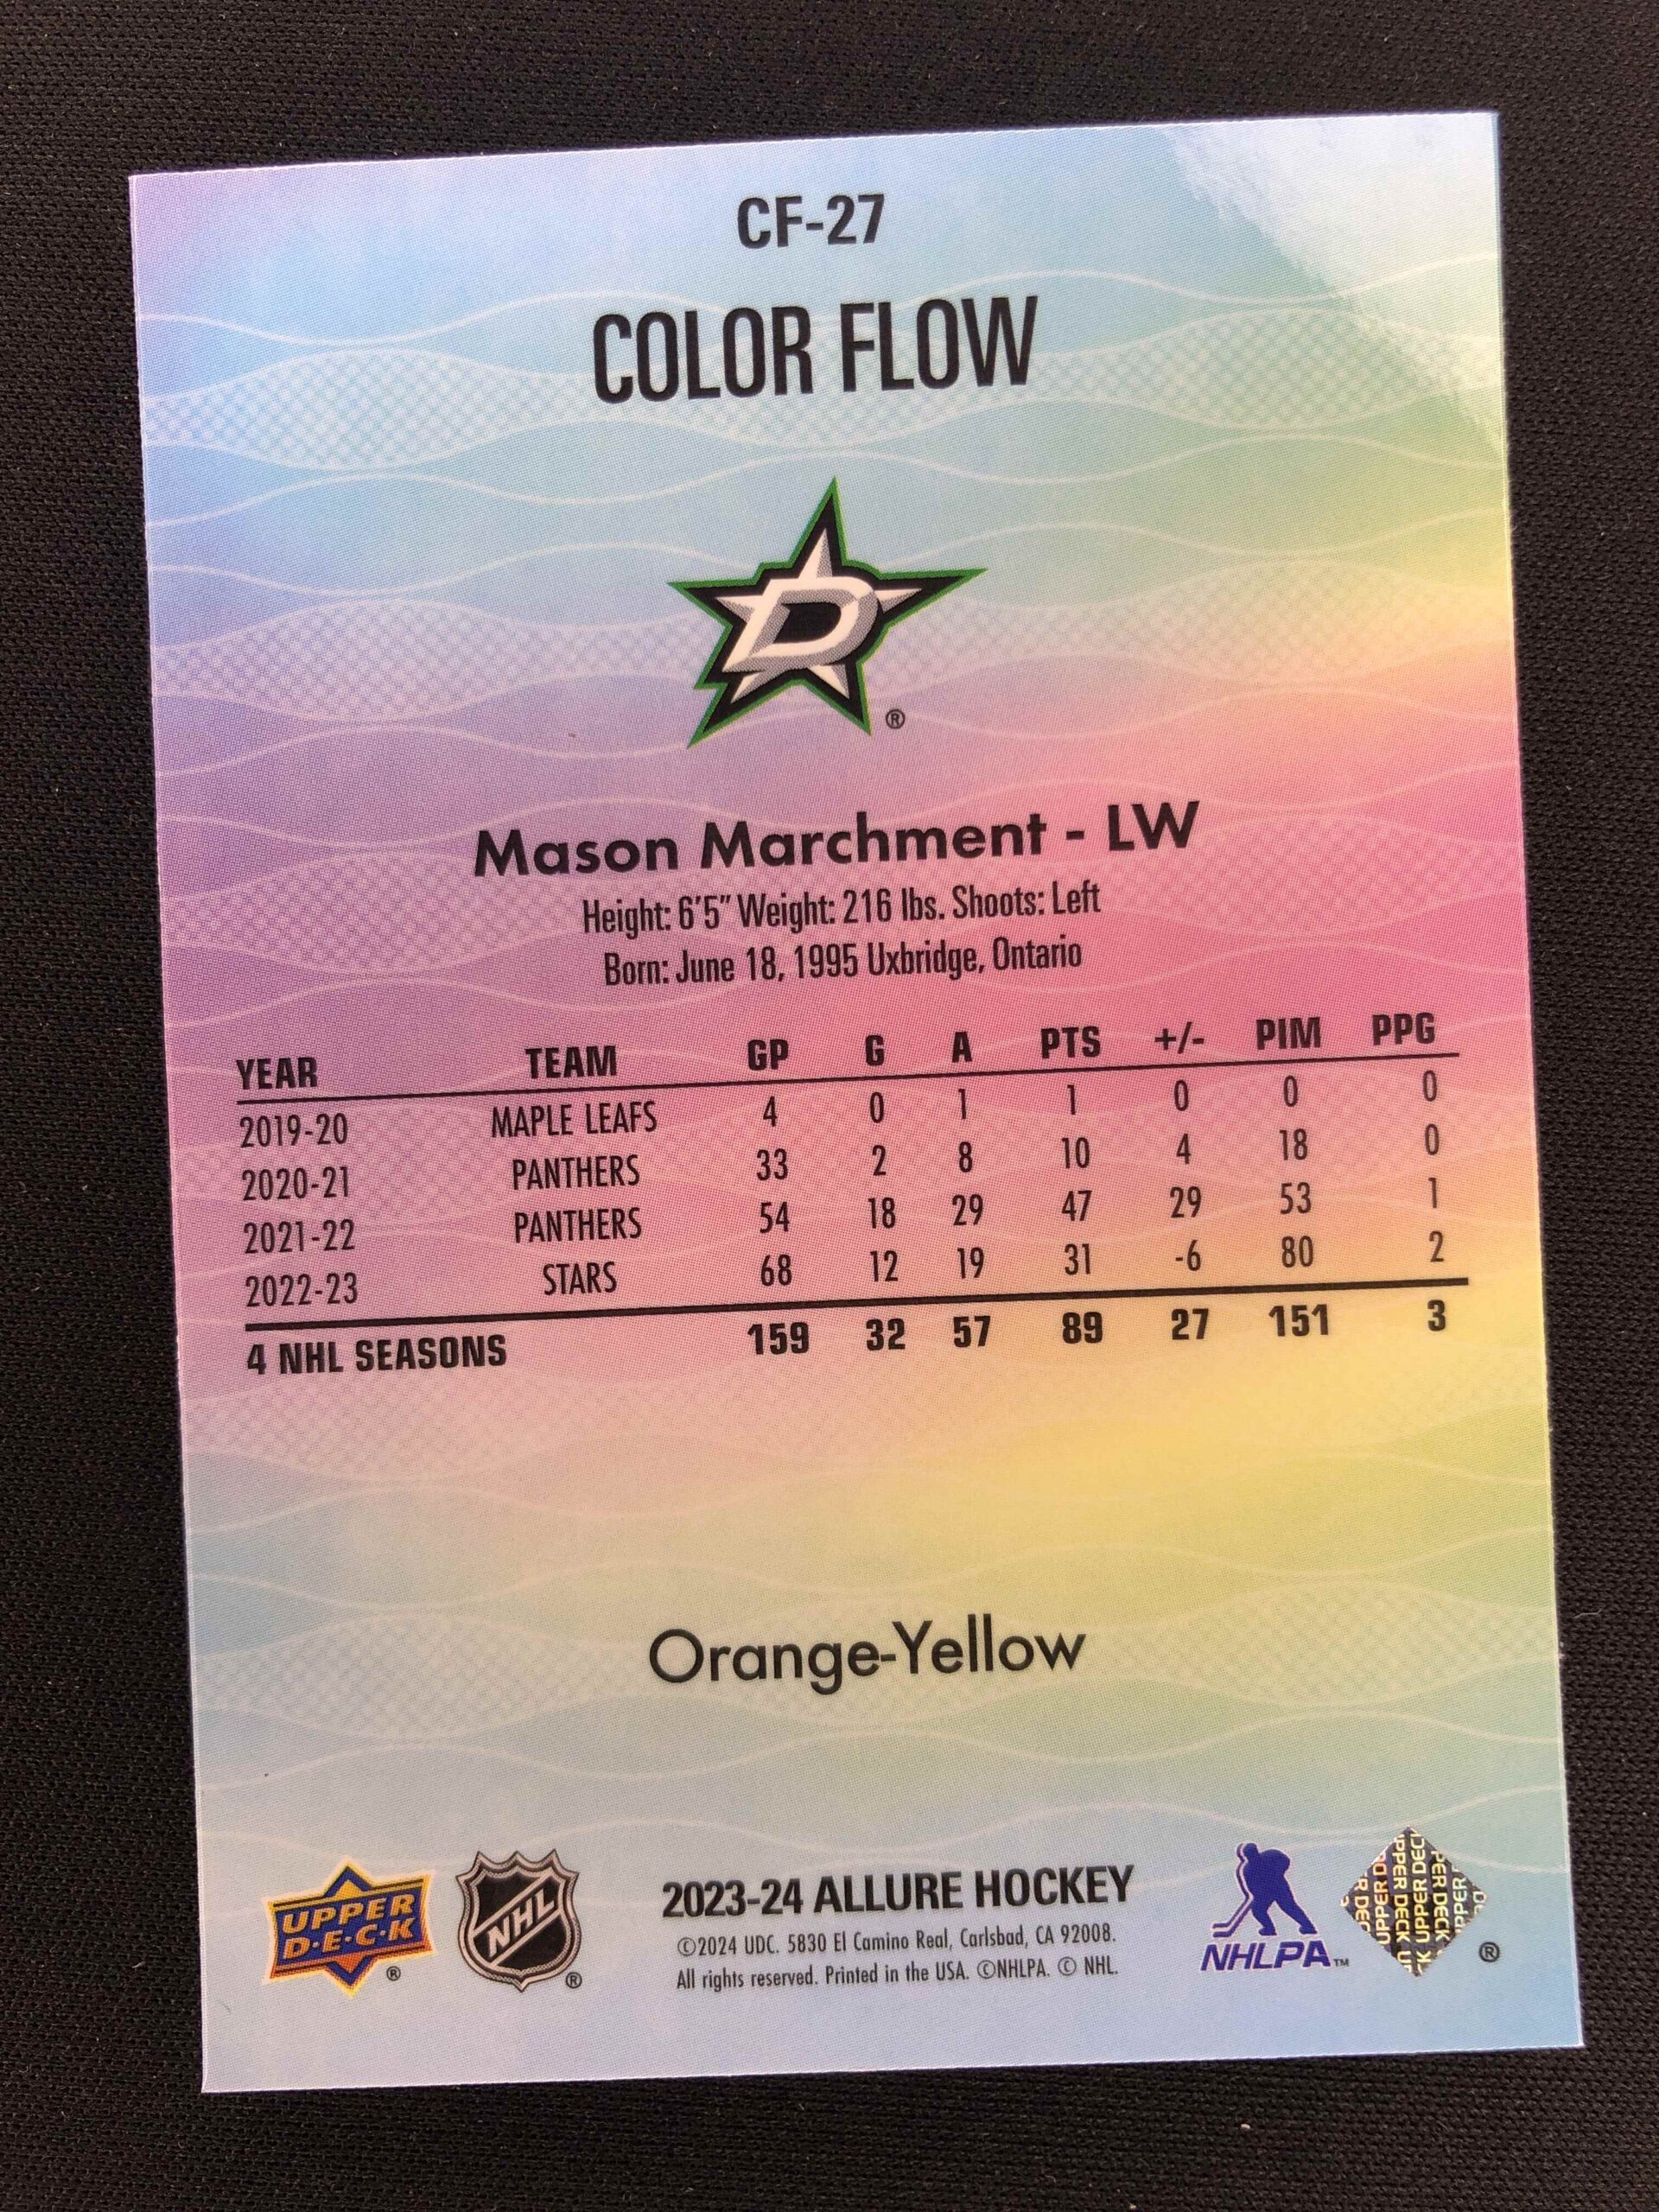 CF-27
COLOR FLOW
D
®
Mason Marchment - LW
Height: 6'5" Weight: 216 lbs. Shoots: Left
Born: June 18, 1995 Uxbridge, Ontario
YEAR TEAM GP G A PTS +/- PIM PPG
2019-20 MAPLE LEAFS 4 0 1 1 0 0 0
2020-21 PANTHERS 33 2 8 10 4 18 0
2021-22 PANTHERS 54 18 29 47 29 53 1
2022-23 STARS 68 12 19 31 -6 80 2
4 NHL SEASONS 159 32 57 89 27 151 3
Orange-Yellow
UPPER
D•E•C•K
®
NHL
®
2023-24 ALLURE HOCKEY
©2024 UDC. 5830 El Camino Real, Carlsbad, CA 92008.
All rights reserved. Printed in the USA. ©NHLPA. © NHL.
NHLPA™
UPPER DECK
®